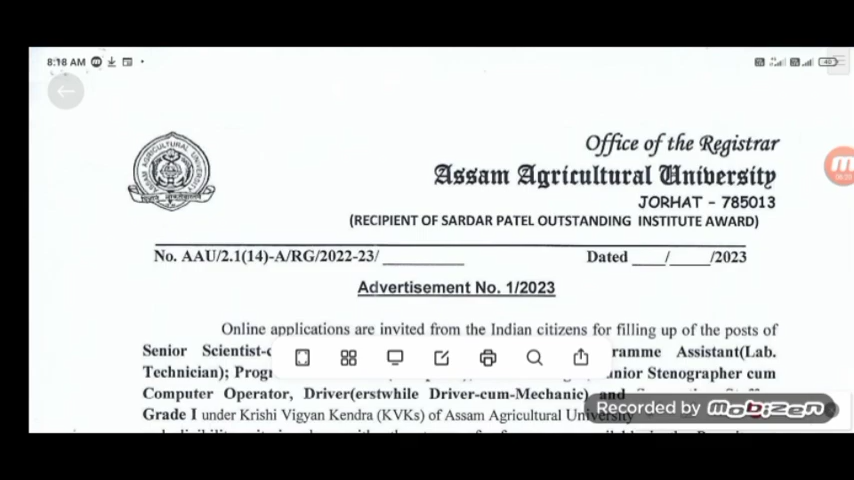 8:18 AM
Office of the Registrar
Assam Agricultural University
JORHAT - 785013
(RECIPIENT OF SARDAR PATEL OUTSTANDING INSTITUTE AWARD)
No. AAU/2.1(14)-A/RG/2022-23/ __________
Dated ____/_____/2023
Advertisement No. 1/2023
Online applications are invited from the Indian citizens for filling up of the posts of
Senior Scientist-c ramme Assistant(Lab.
Technician); Progr unior Stenographer cum
Computer Operator, Driver(erstwhile Driver-cum-Mechanic) and
Grade I under Krishi Vigyan Kendra (KVKs) of Assam Agricultural University
Recorded by mobizen